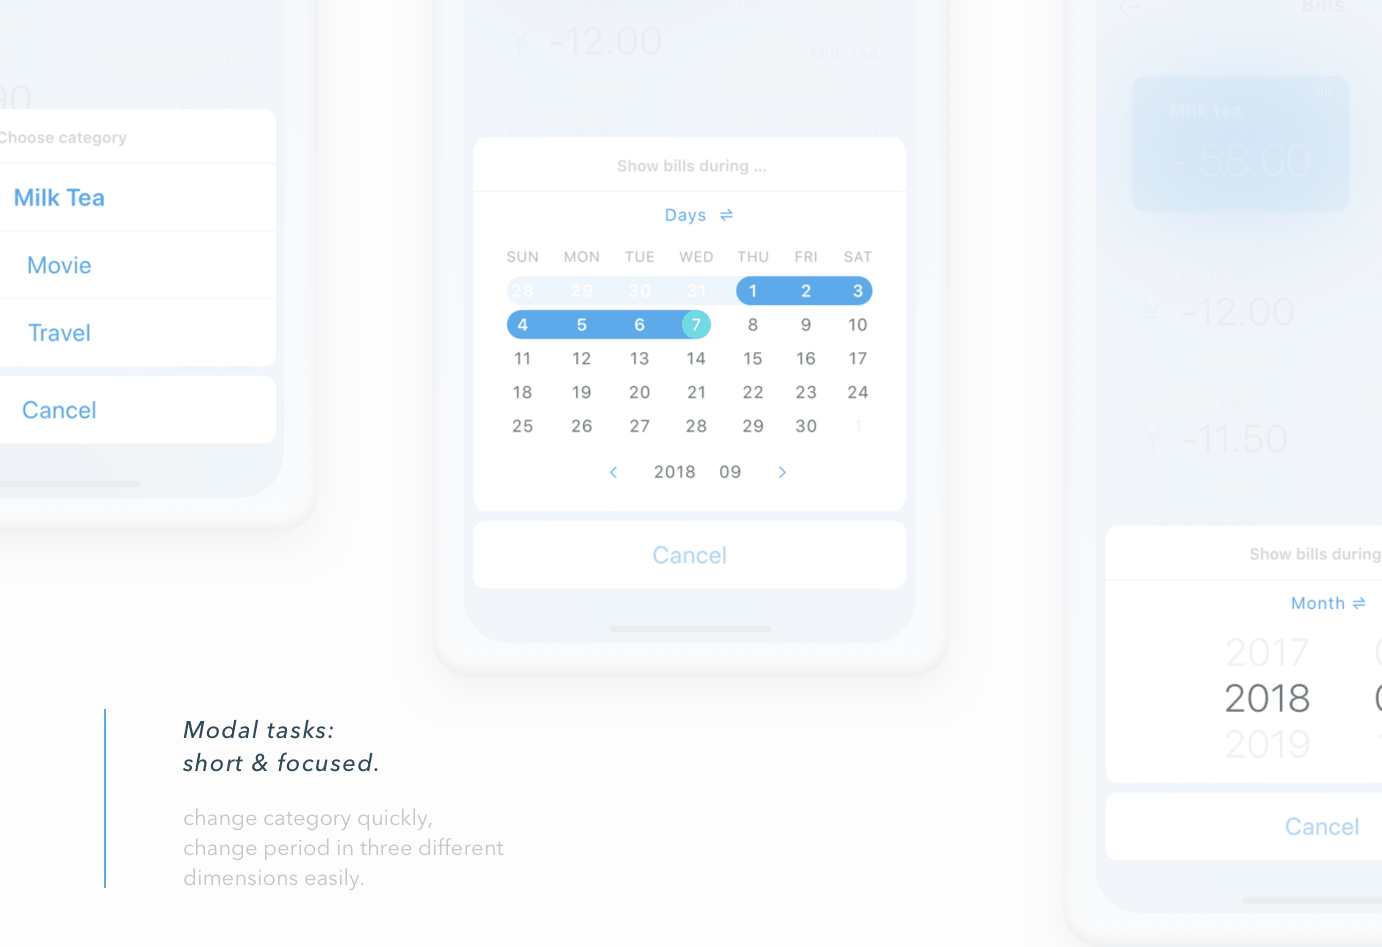 90
Choose category
Milk Tea
Movie
Travel
Cancel
¥ -12.00
Milk Tea
Show bills during ...
Days ⇌
SUN MON TUE WED THU FRI SAT
28 29 30 31 1 2 3
4 5 6 7 8 9 10
11 12 13 14 15 16 17
18 19 20 21 22 23 24
25 26 27 28 29 30 1
< 2018 09 >
Cancel
← Bills
Milk tea
- 58.60
¥ -12.00
¥ -11.50
Show bills during
Month ⇌
2017
2018
2019
Cancel
Modal tasks:
short & focused.
change category quickly,
change period in three different
dimensions easily.